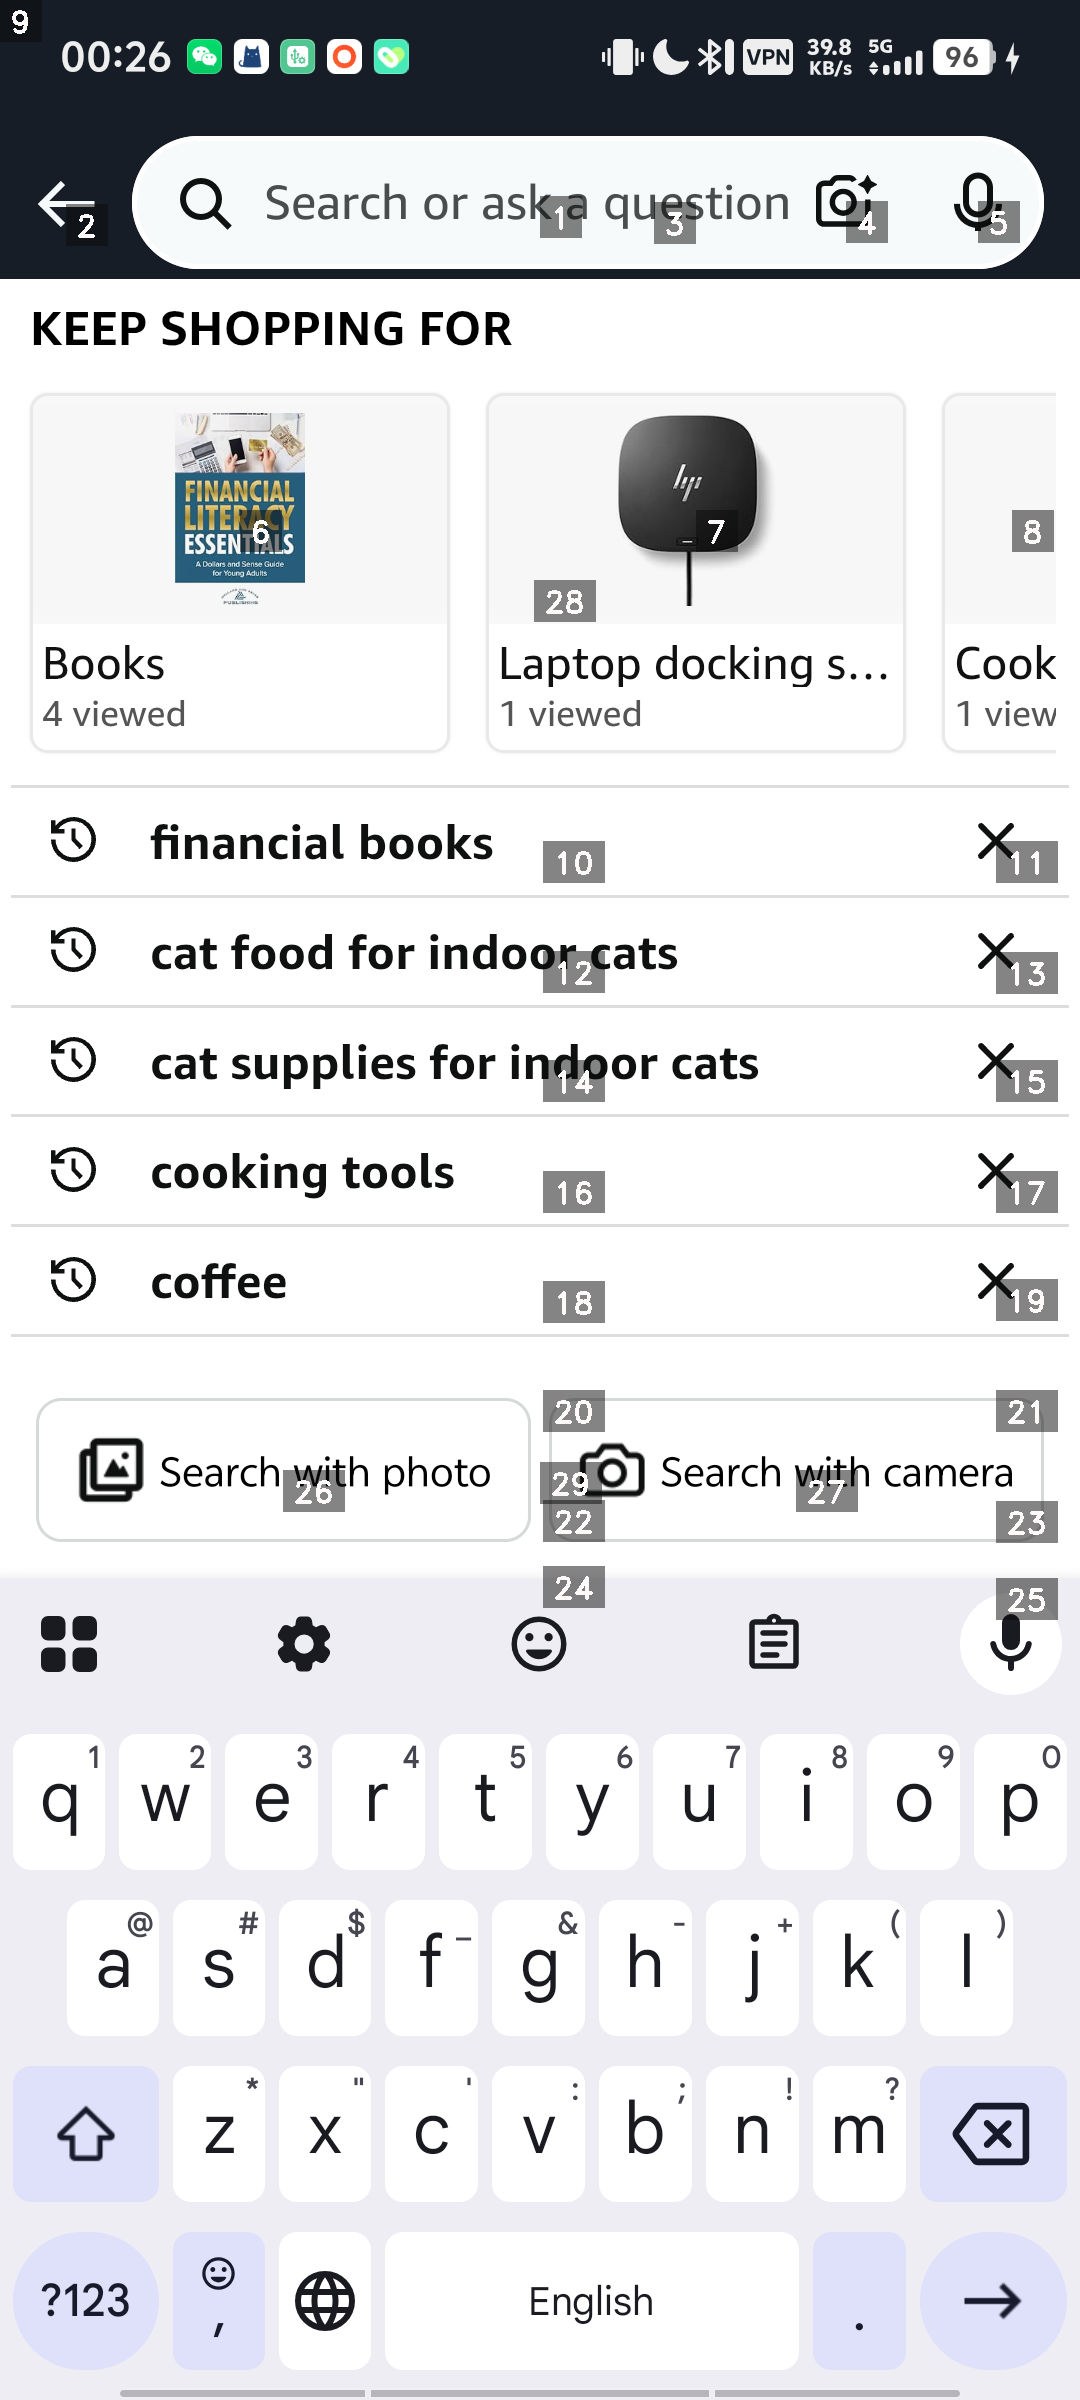 9
00:26
VPN
39.8 KB/s
5G
96
2
Search or ask a question
1
3
4
5
KEEP SHOPPING FOR
FINANCIAL
LITERACY
ESSENTIALS
A Dollars and Sense Guide
for Young Adults
6
hp
7
8
28
Books
4 viewed
Laptop docking s...
1 viewed
Cook
1 view
financial books
10
11
cat food for indoor cats
12
13
cat supplies for indoor cats
14
15
cooking tools
16
17
coffee
18
19
20
21
Search with photo
26
29
Search with camera
27
22
23
24
25
q 1 w 2 e 3 r 4 t 5 y 6 u 7 i 8 o 9 p 0
a @ s # d $ f _ g & h - j + k ( l )
z * x " c ' v : b ; n ! m ?
?123 , English .